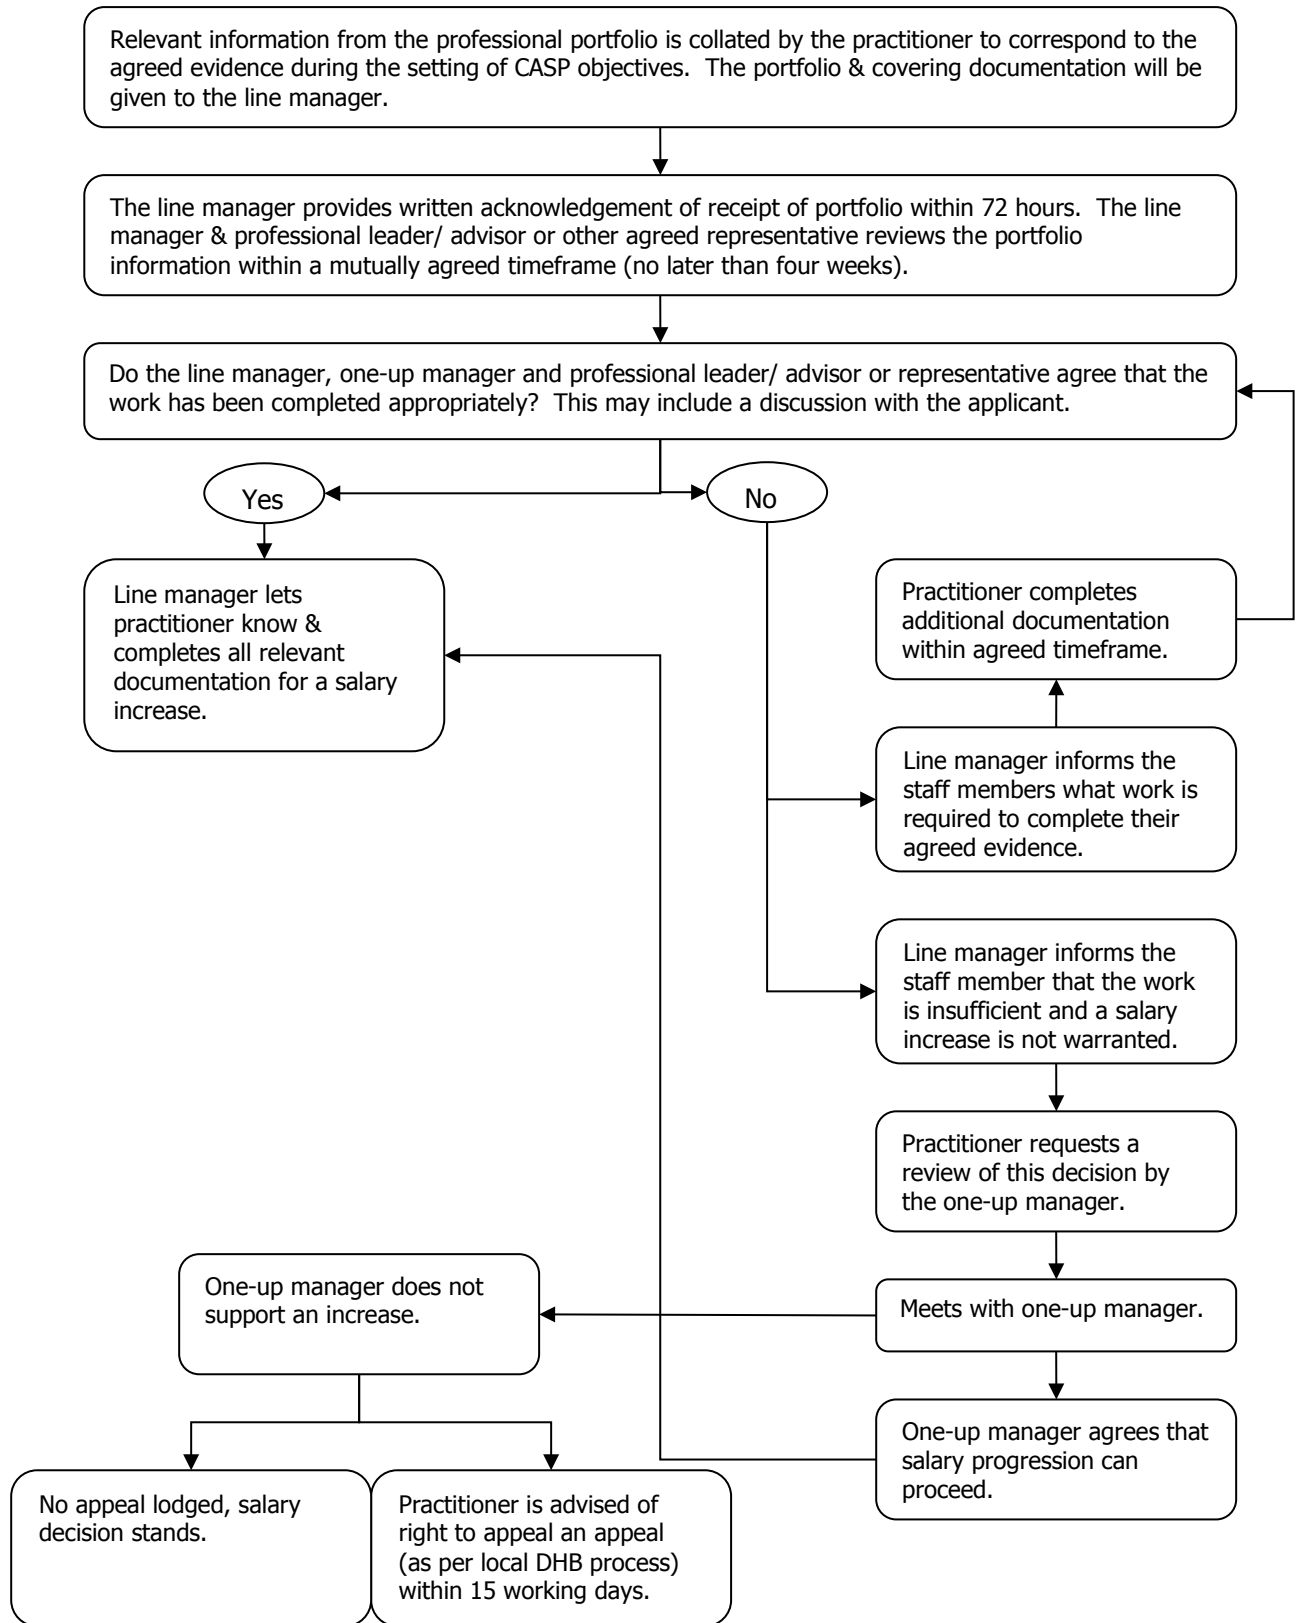 Relevant information from the professional portfolio is collated by the practitioner to correspond to the
agreed evidence during the setting of CASP objectives.  The portfolio & covering documentation will be
given to the line manager.
The line manager provides written acknowledgement of receipt of portfolio within 72 hours.  The line
manager & professional leader/ advisor or other agreed representative reviews the portfolio
information within a mutually agreed timeframe (no later than four weeks).
Do the line manager, one-up manager and professional leader/ advisor or representative agree that the
work has been completed appropriately?  This may include a discussion with the applicant.
Yes
No
Line manager lets
practitioner know &
completes all relevant
documentation for a salary
increase.
Practitioner completes
additional documentation
within agreed timeframe.
Line manager informs the
staff members what work is
required to complete their
agreed evidence.
Line manager informs the
staff member that the work
is insufficient and a salary
increase is not warranted.
Practitioner requests a
review of this decision by
the one-up manager.
One-up manager does not
support an increase.
Meets with one-up manager.
One-up manager agrees that
salary progression can
proceed.
No appeal lodged, salary
decision stands.
Practitioner is advised of
right to appeal an appeal
(as per local DHB process)
within 15 working days.